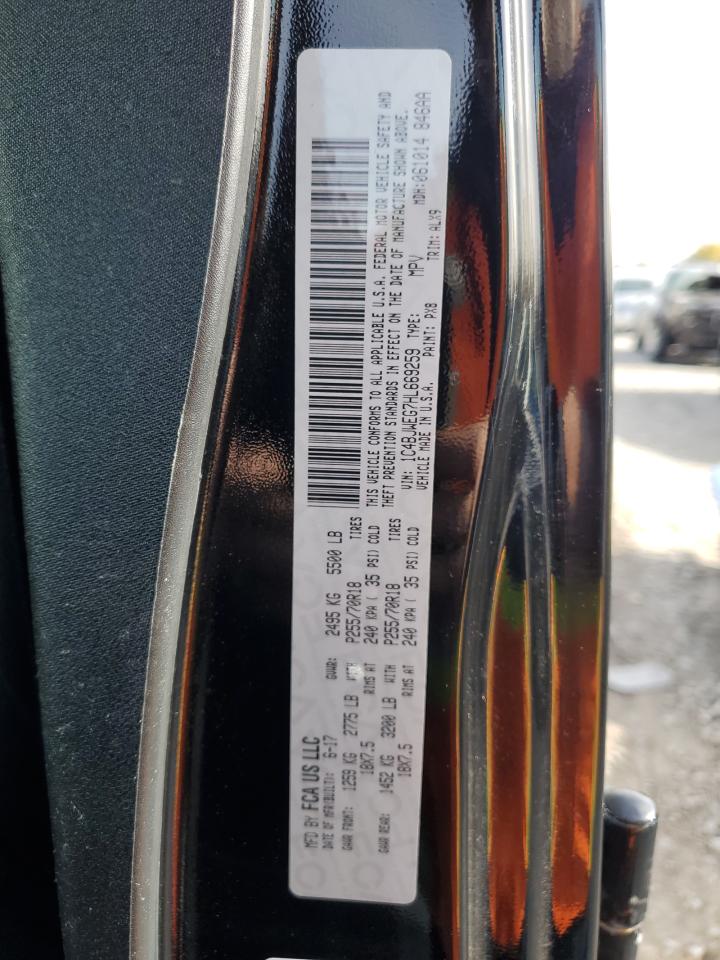 MFD BY FCA US LLC
DATE OF MFR(BUILT): 6-17 GVWR: 2495 KG 5500 LB
GAWR FRONT: 1259 KG 2775 LB WITH P255/70R18 TIRES
18X7.5 RIMS AT 240 KPA ( 35 PSI) COLD
GAWR REAR: 1452 KG 3200 LB WITH P255/70R18 TIRES
18X7.5 RIMS AT 240 KPA ( 35 PSI) COLD
THIS VEHICLE CONFORMS TO ALL APPLICABLE U.S.A. FEDERAL MOTOR VEHICLE SAFETY AND
THEFT PREVENTION STANDARDS IN EFFECT ON THE DATE OF MANUFACTURE SHOWN ABOVE.
VIN: 1C4BJWEG7HL669259 TYPE: MPV MDH:061014 846AA
VEHICLE MADE IN U.S.A. PAINT: PX8 TRIM: ALX9